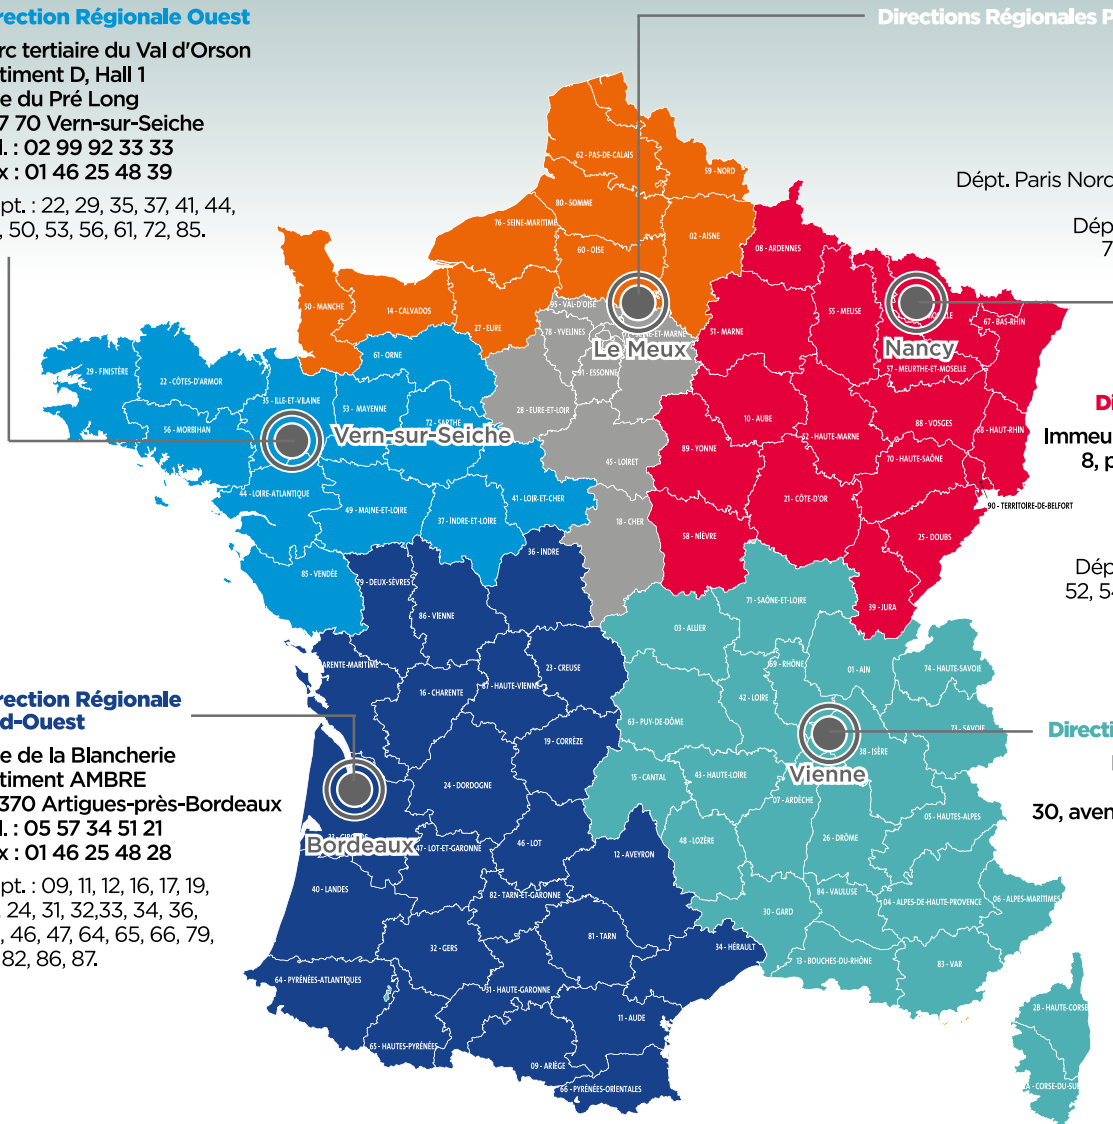 rection Régionale Ouest
rc tertiaire du Val d'Orson
timent D, Hall 1
e du Pré Long
7 70 Vern-sur-Seiche
l. : 02 99 92 33 33
x : 01 46 25 48 39
pt. : 22, 29, 35, 37, 41, 44,
, 50, 53, 56, 61, 72, 85.
Directions Régionales P
Dépt. Paris Nord
Dép
7
62 - PAS-DE-CALAIS
59 - NORD
80 - SOMME
76 - SEINE-MARITIME
02 - AISNE
60 - OISE
08 - ARDENNES
50 - MANCHE
14 - CALVADOS
27 - EURE
95 - VAL-D'OISE
78 - YVELINES
91 - ESSONNE
Le Meux
51 - MARNE
55 - MEUSE
67 - BAS-RHIN
Nancy
57 - MEURTHE-ET-MOSELLE
61 - ORNE
29 - FINISTÈRE
22 - CÔTES-D'ARMOR
35 - ILLE-ET-VILAINE
53 - MAYENNE
72 - SARTHE
28 - EURE-ET-LOIR
56 - MORBIHAN
Vern-sur-Seiche
10 - AUBE
52 - HAUTE-MARNE
88 - VOSGES
68 - HAUT-RHIN
45 - LOIRET
89 - YONNE
70 - HAUTE-SAÔNE
44 - LOIRE-ATLANTIQUE
49 - MAINE-ET-LOIRE
41 - LOIR-ET-CHER
37 - INDRE-ET-LOIRE
18 - CHER
21 - CÔTE-D'OR
90 - TERRITOIRE-DE-BELFORT
58 - NIÈVRE
25 - DOUBS
36 - INDRE
85 - VENDÉE
79 - DEUX-SÈVRES
86 - VIENNE
71 - SAÔNE-ET-LOIRE
39 - JURA
03 - ALLIER
Di
Immeu
8, p
Dép
52, 54
ARENTE-MARITIME
16 - CHARENTE
87 - HAUTE-VIENNE
23 - CREUSE
69 - RHÔNE
01 - AIN
74 - HAUTE-SAVOIE
42 - LOIRE
63 - PUY-DE-DÔME
73 - SAVOIE
38 - ISÈRE
Vienne
19 - CORRÈZE
15 - CANTAL
43 - HAUTE-LOIRE
24 - DORDOGNE
07 - ARDÈCHE
Directi
30, aven
rection Régionale
d-Ouest
e de la Blancherie
timent AMBRE
370 Artigues-près-Bordeaux
l. : 05 57 34 51 21
x : 01 46 25 48 28
pt. : 09, 11, 12, 16, 17, 19,
, 24, 31, 32,33, 34, 36,
, 46, 47, 64, 65, 66, 79,
, 82, 86, 87.
Bordeaux
47 - LOT-ET-GARONNE
46 - LOT
12 - AVEYRON
48 - LOZÈRE
26 - DRÔME
05 - HAUTES-ALPES
40 - LANDES
82 - TARN-ET-GARONNE
84 - VAULUSE
04 - ALPES-DE-HAUTE-PROVENCE
06 - ALPES-MARITIMES
30 - GARD
32 - GERS
81 - TARN
34 - HÉRAULT
13 - BOUCHES-DU-RHÔNE
83 - VAR
64 - PYRÉNÉES-ATLANTIQUES
31 - HAUTE-GARONNE
11 - AUDE
65 - HAUTES-PYRÉNÉES
09 - ARIÈGE
66 - PYRÉNÉES-ORIENTALES
2B - HAUTE-CORSE
A - CORSE-DU-SUD